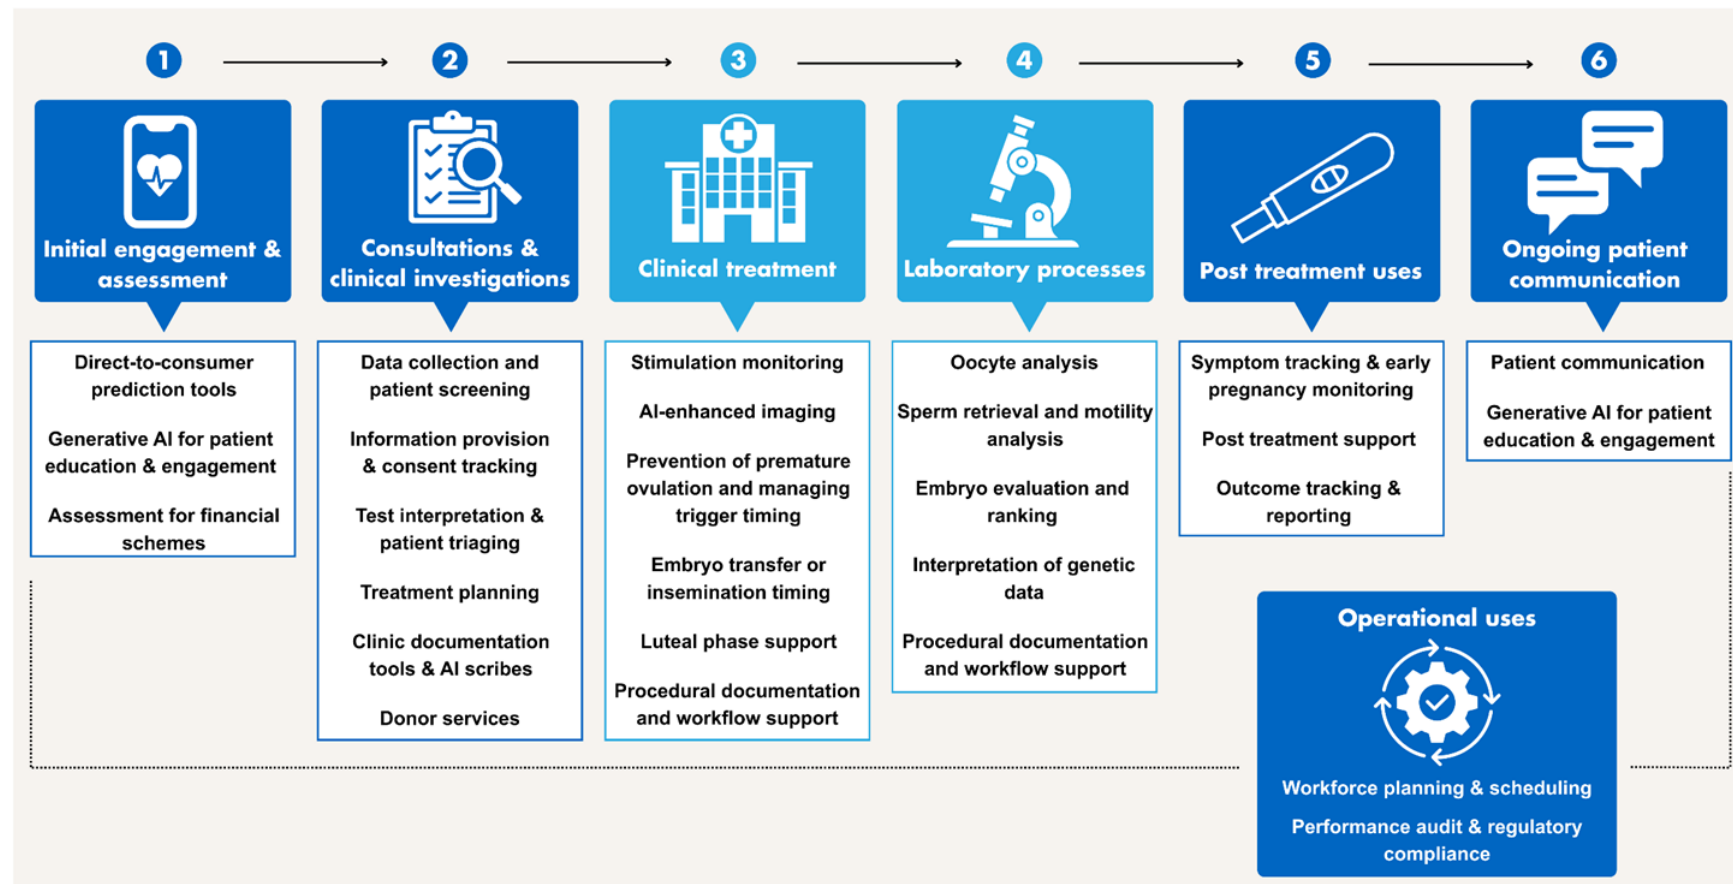 1
2
3
4
5
6
Initial engagement &
assessment
Consultations &
clinical investigations
Clinical treatment
Laboratory processes
Post treatment uses
Ongoing patient
communication
Direct-to-consumer
prediction tools
Generative AI for patient
education & engagement
Assessment for financial
schemes
Data collection and
patient screening
Information provision
& consent tracking
Test interpretation &
patient triaging
Treatment planning
Clinic documentation
tools & AI scribes
Donor services
Stimulation monitoring
AI-enhanced imaging
Prevention of premature
ovulation and managing
trigger timing
Embryo transfer or
insemination timing
Luteal phase support
Procedural documentation
and workflow support
Oocyte analysis
Sperm retrieval and motility
analysis
Embryo evaluation and
ranking
Interpretation of genetic
data
Procedural documentation
and workflow support
Symptom tracking & early
pregnancy monitoring
Post treatment support
Outcome tracking &
reporting
Patient communication
Generative AI for patient
education & engagement
Operational uses
Workforce planning & scheduling
Performance audit & regulatory
compliance